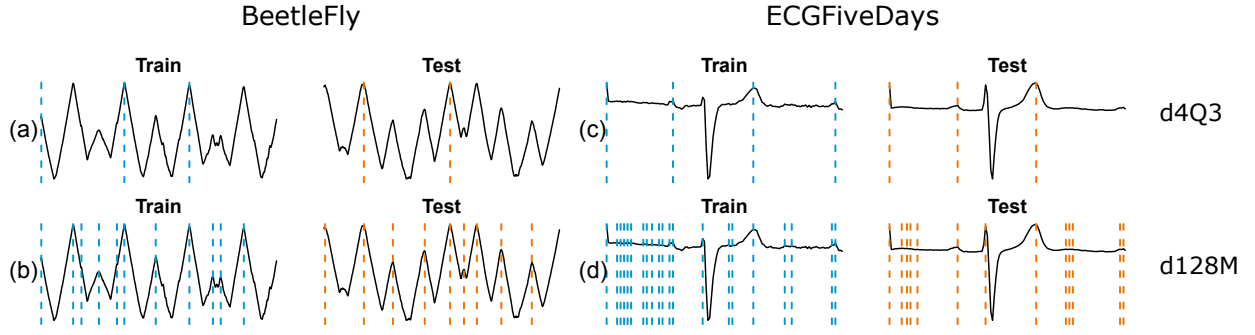 BeetleFly ECGFiveDays
Train Test Train Test
(a) (c) d4Q3
Train Test Train Test
(b) (d) d128M